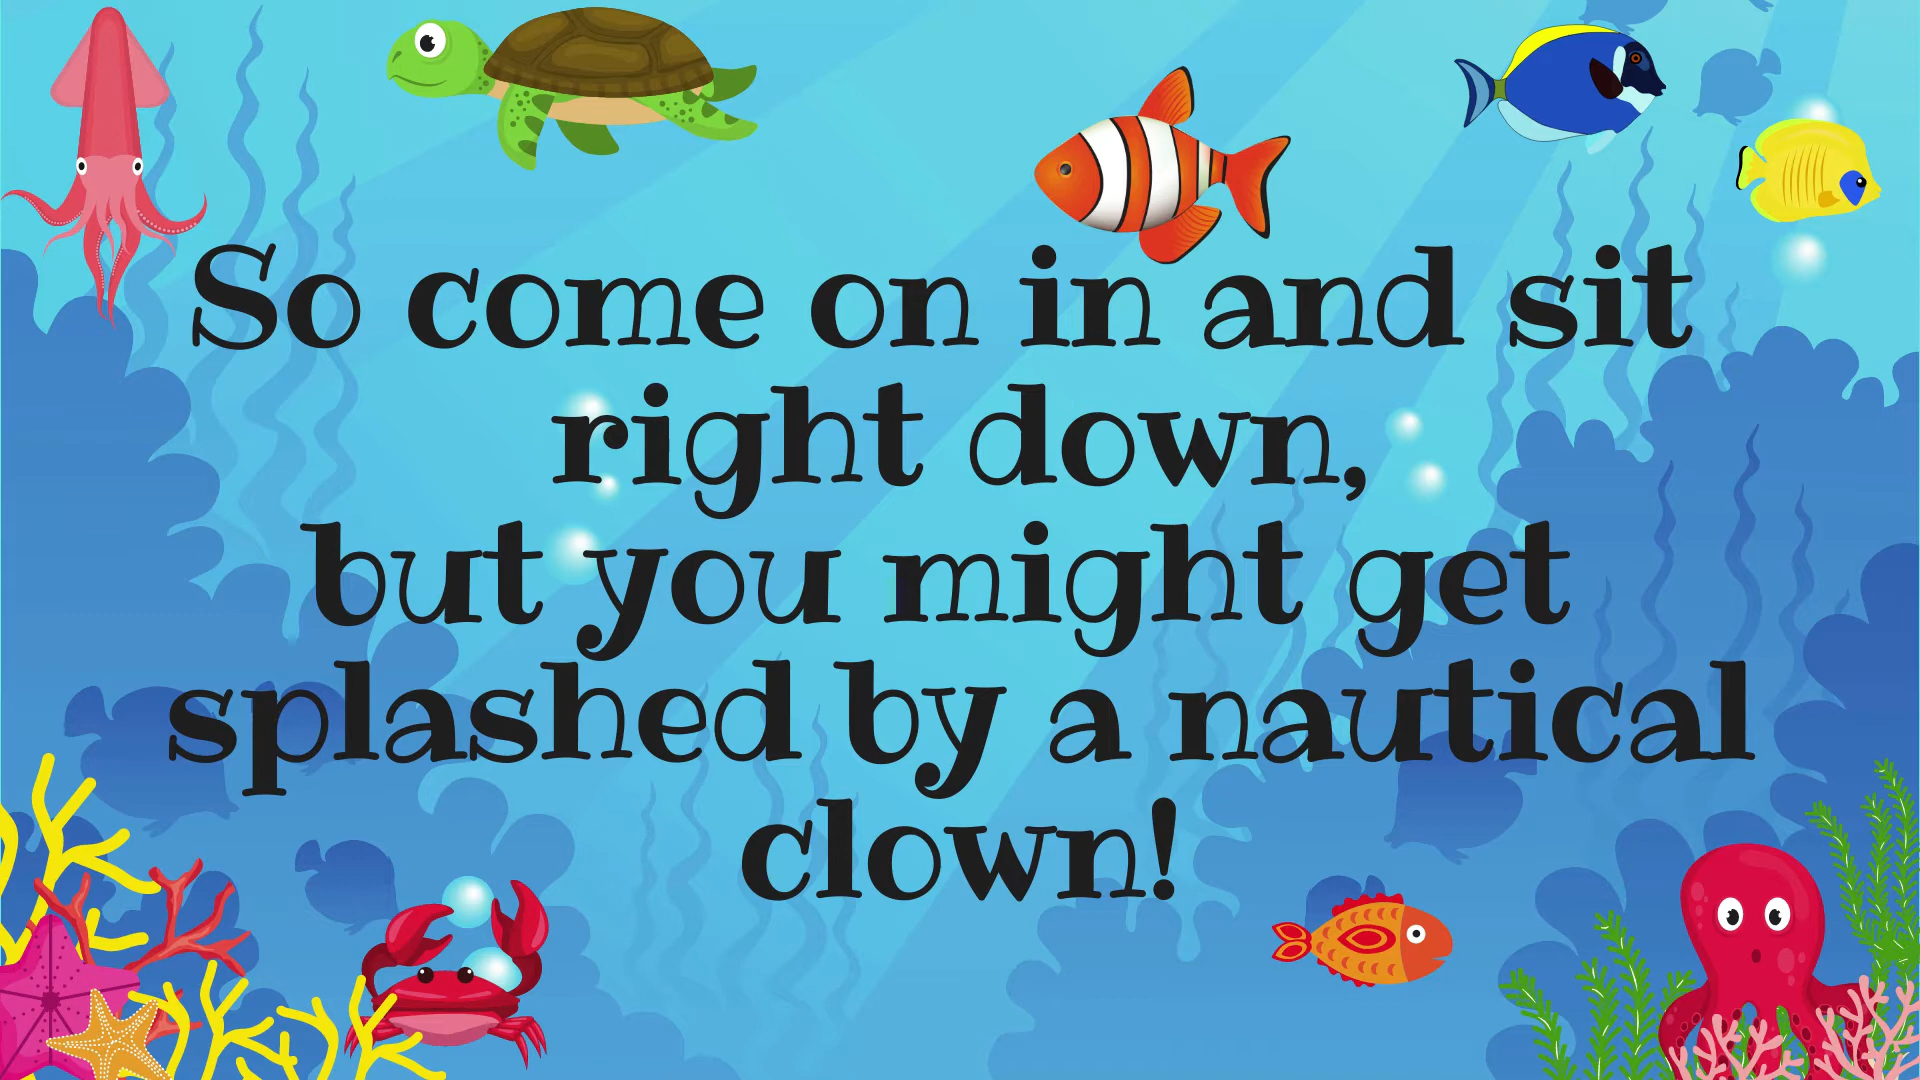 So come on in and sit
right down,
but you might get
splashed by a nautical
clown!